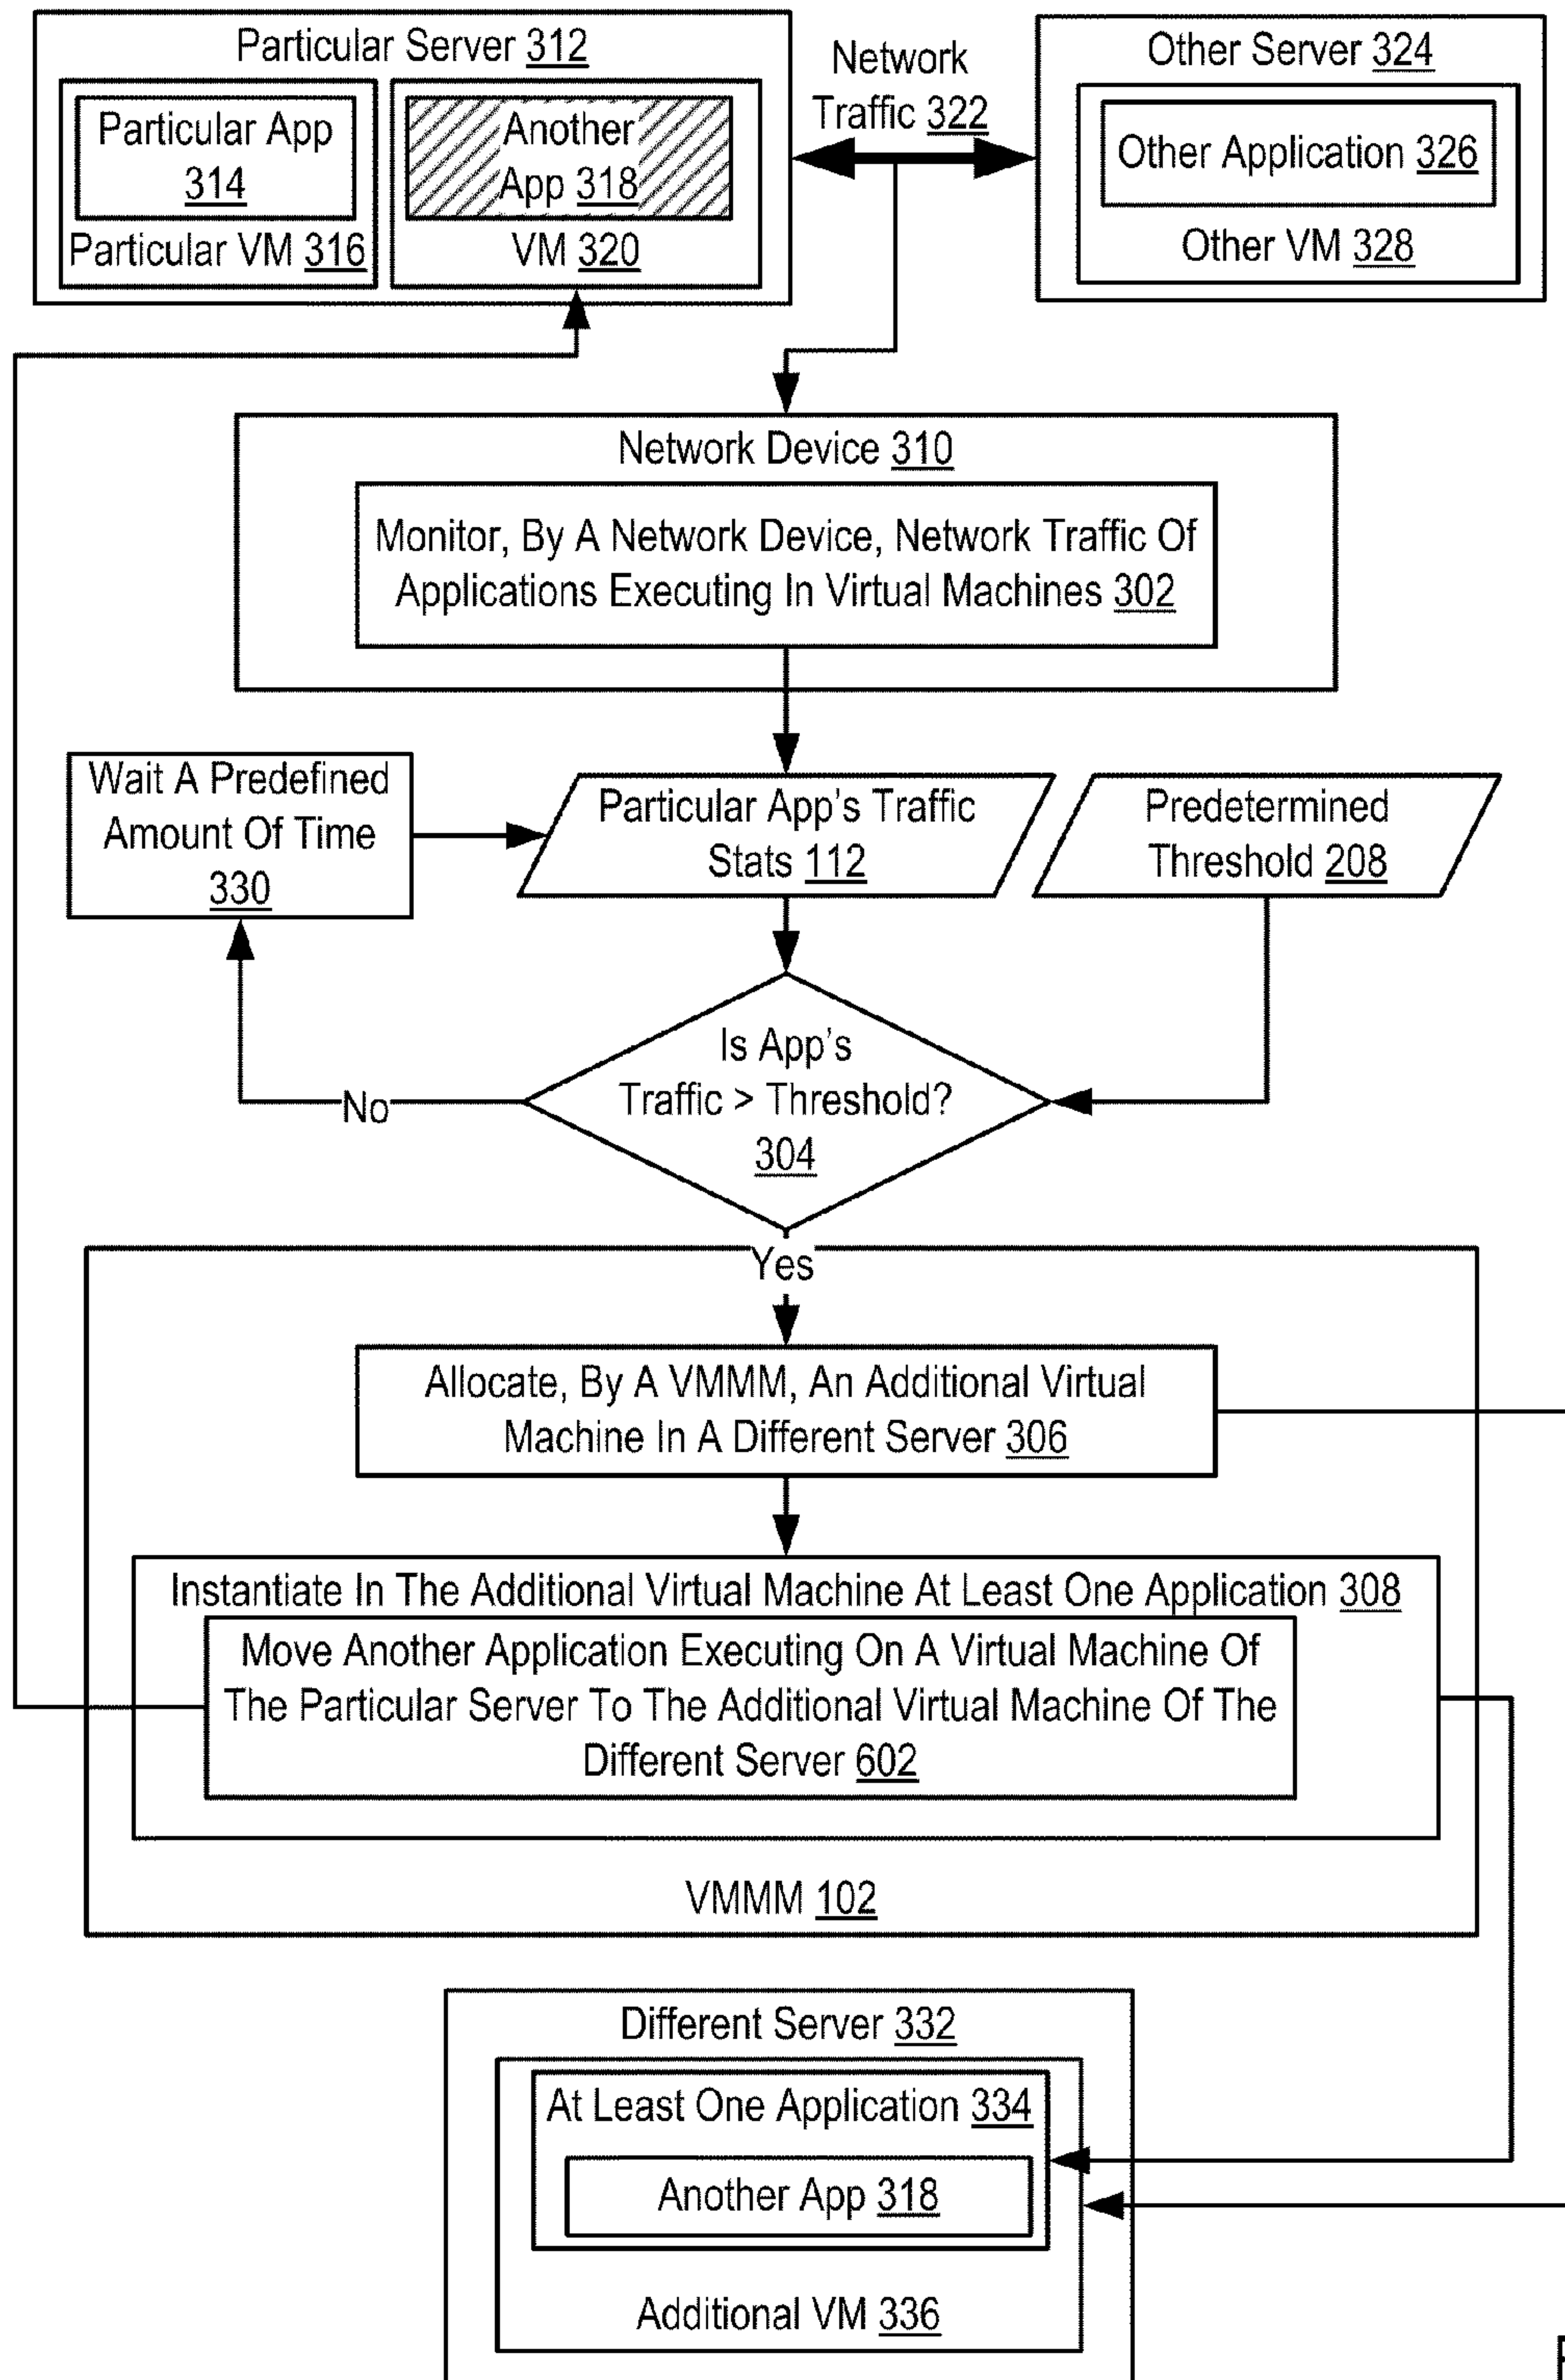 Particular Server 312
Particular App
314
Particular VM 316
Another
App 318
VM 320
Network
Traffic 322
Other Server 324
Other Application 326
Other VM 328
Network Device 310
Monitor, By A Network Device, Network Traffic Of
Applications Executing In Virtual Machines 302
Wait A Predefined
Amount Of Time
330
Particular App's Traffic
Stats 112
Predetermined
Threshold 208
Is App's
Traffic > Threshold?
304
No
Yes
Allocate, By A VMMM, An Additional Virtual
Machine In A Different Server 306
Instantiate In The Additional Virtual Machine At Least One Application 308
Move Another Application Executing On A Virtual Machine Of
The Particular Server To The Additional Virtual Machine Of The
Different Server 602
VMMM 102
Different Server 332
At Least One Application 334
Another App 318
Additional VM 336